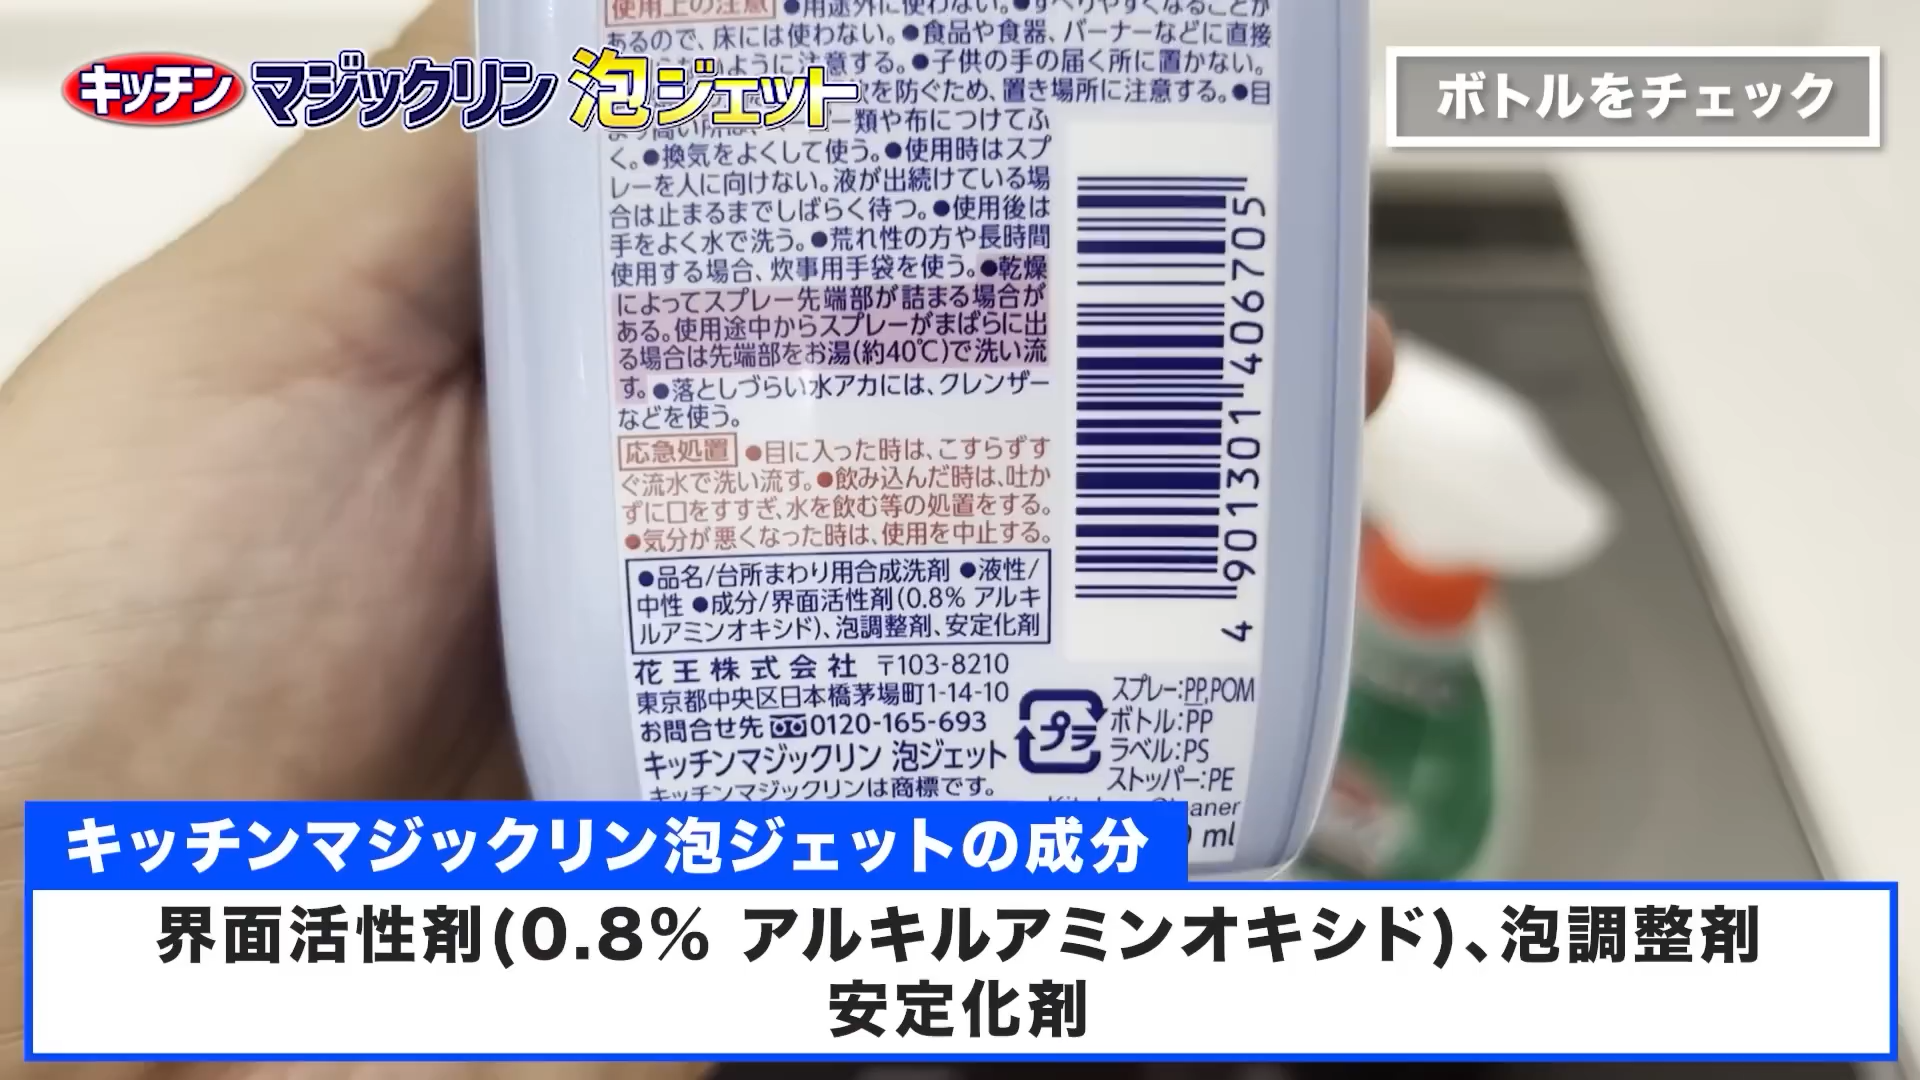 キッチン マジックリン 泡ジェット
ボトルをチェック
使用上の注意 ●用途外に使わない。●すべりやすくなることが
あるので、床には使わない。●食品や食器、バーナーなどに直接
ように注意する。●子供の手の届く所に置かない。
を防ぐため、置き場所に注意する。●目
類や布につけてふ
く。●換気をよくして使う。●使用時はスプ
レーを人に向けない。液が出続けている場
合は止まるまでしばらく待つ。●使用後は
手をよく水で洗う。●荒れ性の方や長時間
使用する場合、炊事用手袋を使う。●乾燥
によってスプレー先端部が詰まる場合が
ある。使用途中からスプレーがまばらに出
る場合は先端部をお湯(約40℃)で洗い流
す。●落としづらい水アカには、クレンザー
などを使う。
応急処置 ●目に入った時は、こすらずす
ぐ流水で洗い流す。●飲み込んだ時は、吐か
ずに口をすすぎ、水を飲む等の処置をする。
●気分が悪くなった時は、使用を中止する。
●品名/台所まわり用合成洗剤 ●液性/
中性 ●成分/界面活性剤(0.8% アルキ
ルアミンオキシド)、泡調整剤、安定化剤
花王株式会社 〒103-8210
東京都中央区日本橋茅場町1-14-10
お問合せ先 0120-165-693
キッチンマジックリン 泡ジェット
キッチンマジックリンは商標です。
4 901301 406705
プラ
スプレー:PP,POM
ボトル:PP
ラベル:PS
ストッパー:PE
Kitchen Cleaner
ml
キッチンマジックリン泡ジェットの成分
界面活性剤(0.8% アルキルアミンオキシド)、泡調整剤
安定化剤